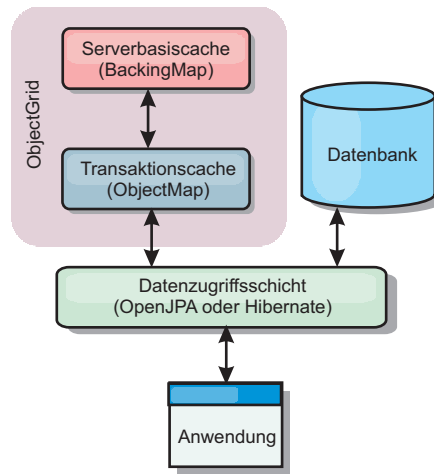 Serverbasiscache
(BackingMap)
ObjectGrid
Transaktionscache
(ObjectMap)
Datenbank
Datenzugriffsschicht
(OpenJPA oder Hibernate)
Anwendung